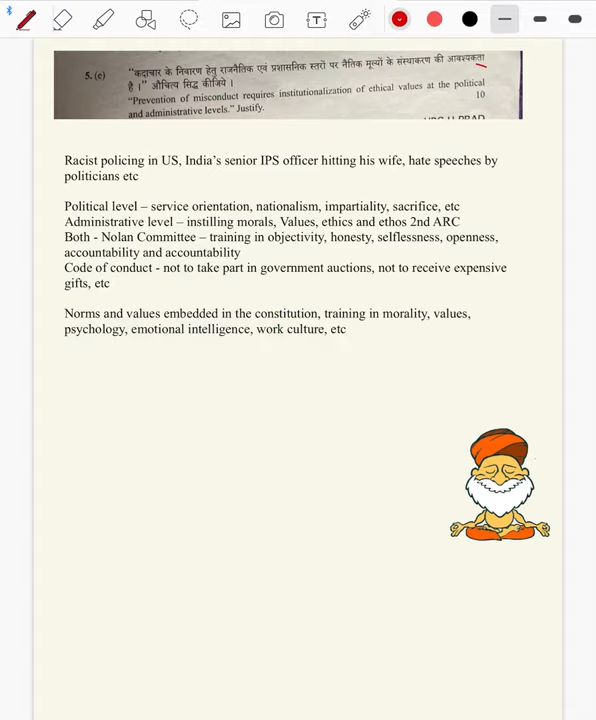 5. (e) "कदाचार के निवारण हेतु राजनैतिक एवं प्रशासनिक स्तरों पर नैतिक मूल्यों के संस्थाकरण की आवश्यकता
है ।" औचित्य सिद्ध कीजिये ।
"Prevention of misconduct requires institutionalization of ethical values at the political
and administrative levels." Justify. 10
Racist policing in US, India's senior IPS officer hitting his wife, hate speeches by
politicians etc
Political level – service orientation, nationalism, impartiality, sacrifice, etc
Administrative level – instilling morals, Values, ethics and ethos 2nd ARC
Both - Nolan Committee – training in objectivity, honesty, selflessness, openness,
accountability and accountability
Code of conduct - not to take part in government auctions, not to receive expensive
gifts, etc
Norms and values embedded in the constitution, training in morality, values,
psychology, emotional intelligence, work culture, etc